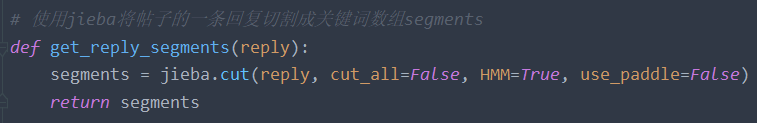 # 使用jieba将帖子的一条回复切割成关键词数组segments
def get_reply_segments(reply):
    segments = jieba.cut(reply, cut_all=False, HMM=True, use_paddle=False)
    return segments